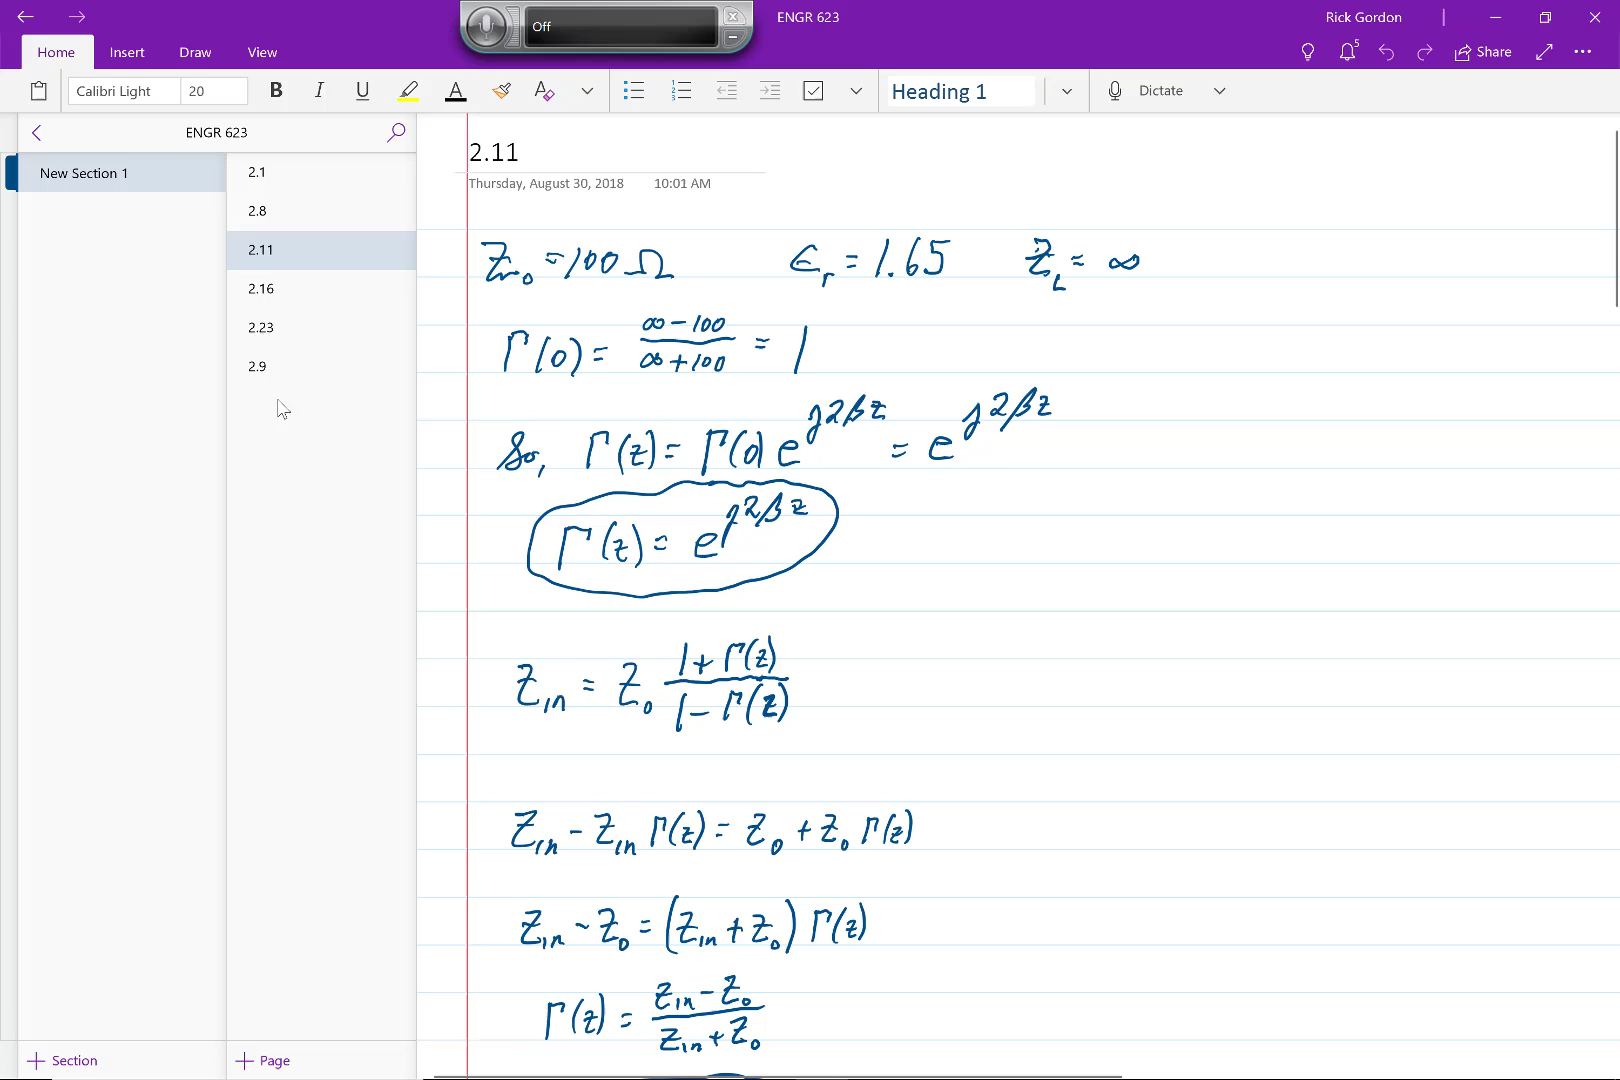 Off
ENGR 623
Rick Gordon
Home Insert Draw View
5
Share
Calibri Light 20 B I U A A Heading 1 Dictate
ENGR 623
New Section 1
2.1
2.8
2.11
2.16
2.23
2.9
+ Section
+ Page
2.11
Thursday, August 30, 2018 10:01 AM
Z₀ = 100 Ω ϵᵣ = 1.65 Z_L = ∞
Γ(0) = (∞ − 100)/(∞ + 100) = 1
So, Γ(z) = Γ(0) e^{j2βz} = e^{j2βz}
Γ(z) = e^{j2βz}
Z_in = Z₀ (1 + Γ(z))/(1 − Γ(z))
Z_in − Z_in Γ(z) = Z₀ + Z₀ Γ(z)
Z_in − Z₀ = (Z_in + Z₀) Γ(z)
Γ(z) = (Z_in − Z₀)/(Z_in + Z₀)